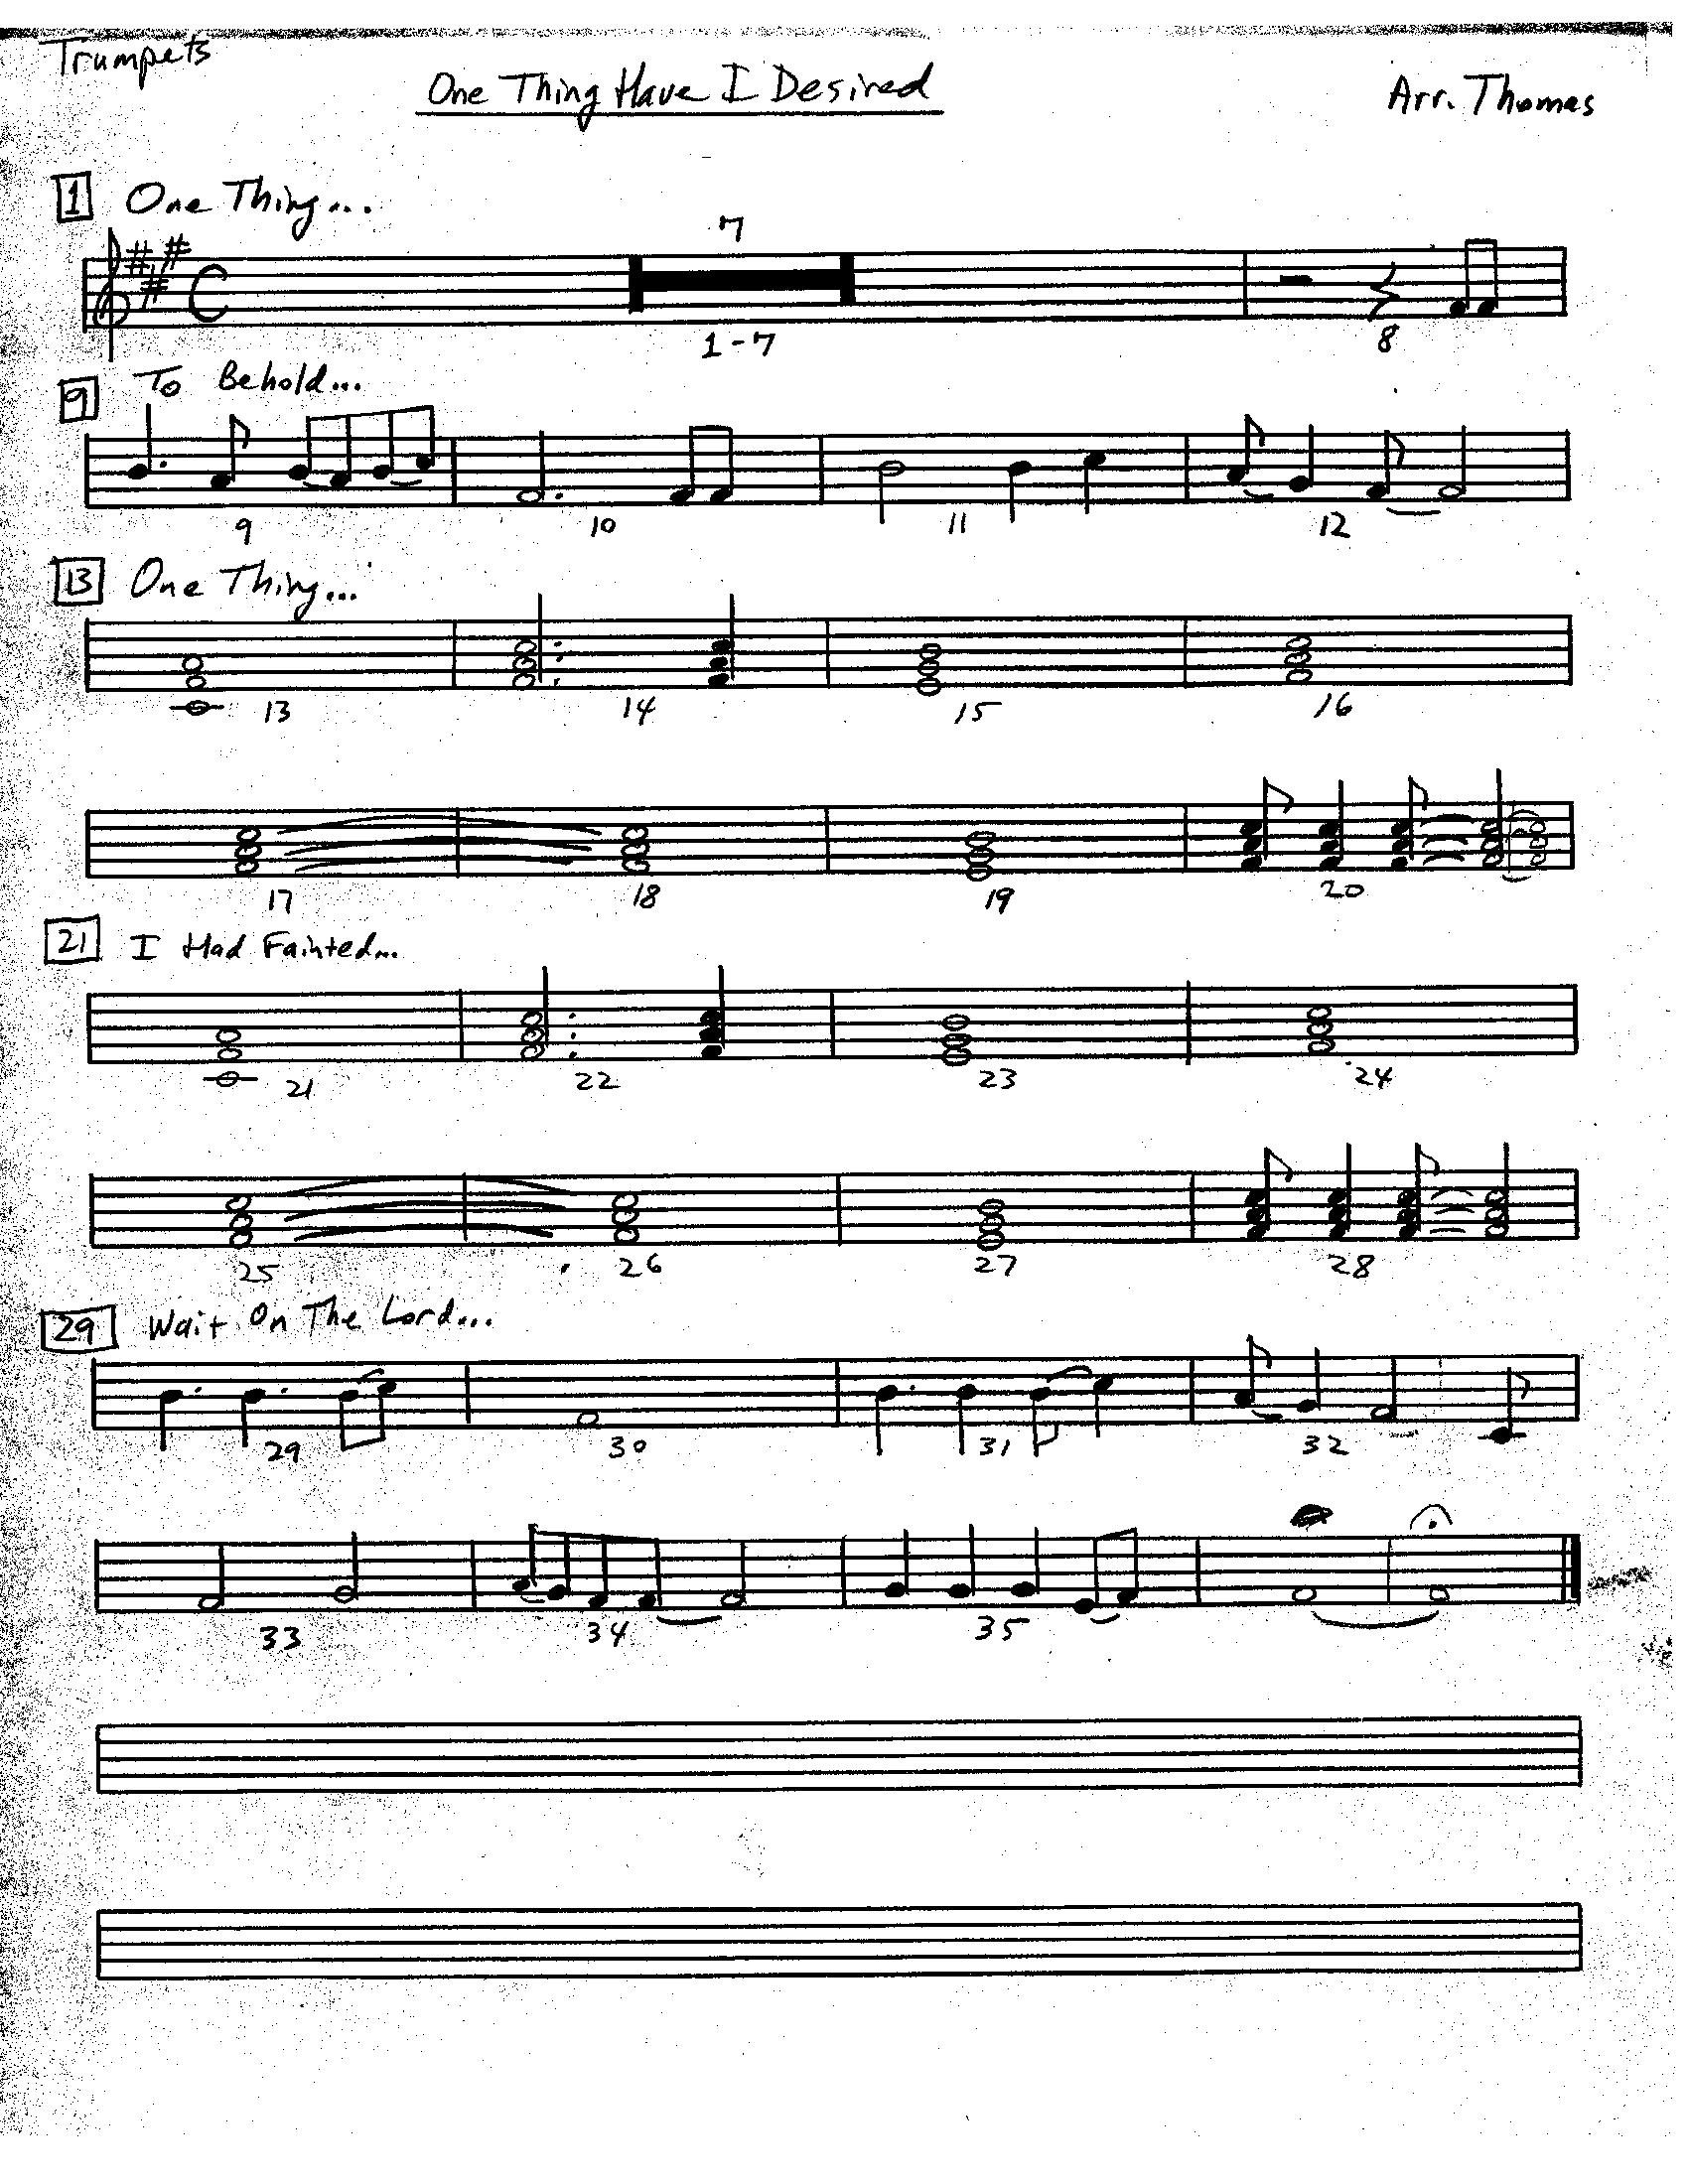 Trumpets
One Thing Have I Desired
Arr. Thomas
1 One Thing...
7
1-7
8
9 To Behold...
9 10 11 12
13 One Thing...
13 14 15 16
17 18 19 20
21 I Had Fainted...
21 22 23 24
25 26 27 28
29 Wait On The Lord...
29 30 31 32
33 34 35